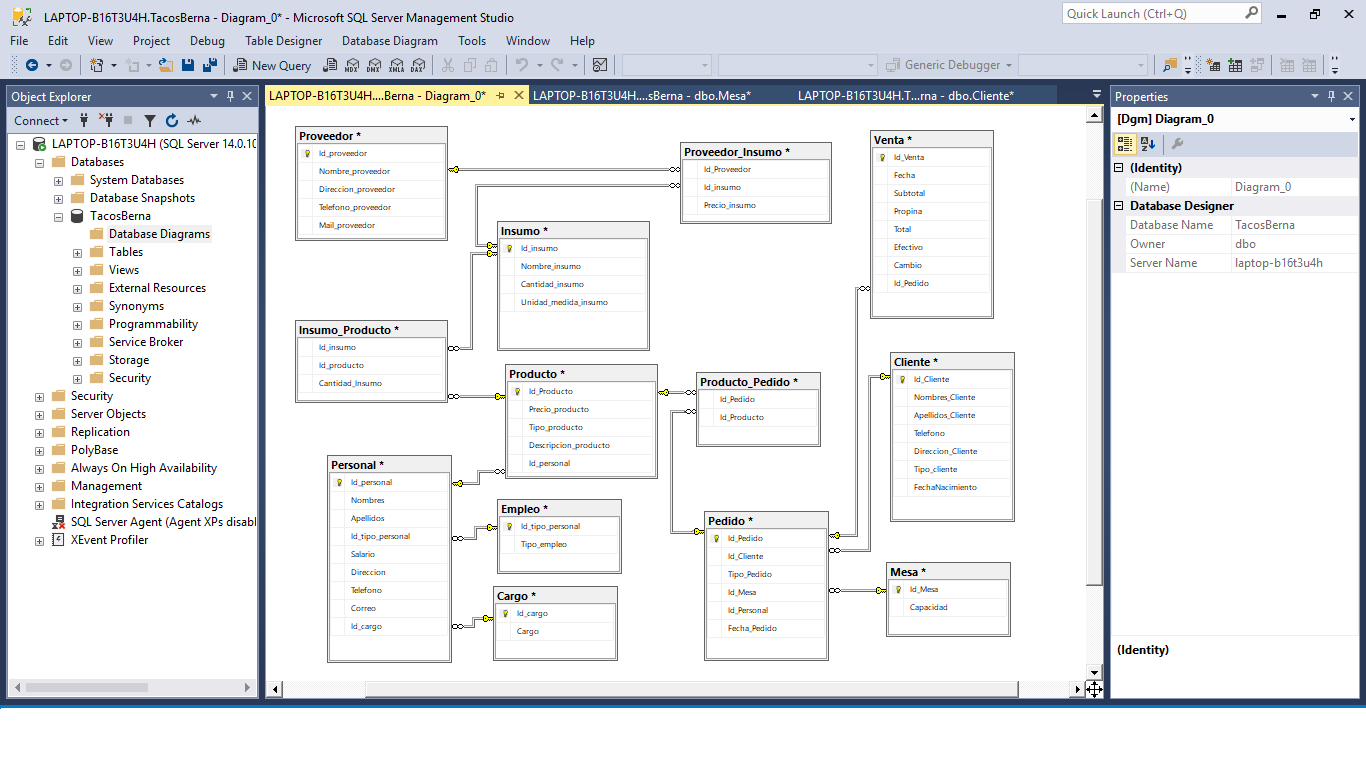 LAPTOP-B16T3U4H.TacosBerna - Diagram_0* - Microsoft SQL Server Management Studio
Quick Launch (Ctrl+Q)
File Edit View Project Debug Table Designer Database Diagram Tools Window Help
New Query MDX DMX XMLA DAX Generic Debugger
Object Explorer
Connect
LAPTOP-B16T3U4H (SQL Server 14.0.10
Databases
System Databases
Database Snapshots
TacosBerna
Database Diagrams
Tables
Views
External Resources
Synonyms
Programmability
Service Broker
Storage
Security
Security
Server Objects
Replication
PolyBase
Always On High Availability
Management
Integration Services Catalogs
SQL Server Agent (Agent XPs disabl
XEvent Profiler
LAPTOP-B16T3U4H....Berna - Diagram_0* LAPTOP-B16T3U4H....sBerna - dbo.Mesa* LAPTOP-B16T3U4H.T...rna - dbo.Cliente*
Proveedor *
Id_proveedor
Nombre_proveedor
Direccion_proveedor
Telefono_proveedor
Mail_proveedor
Proveedor_Insumo *
Id_Proveedor
Id_insumo
Precio_insumo
Venta *
Id_Venta
Fecha
Subtotal
Propina
Total
Efectivo
Cambio
Id_Pedido
Insumo *
Id_insumo
Nombre_insumo
Cantidad_insumo
Unidad_medida_insumo
Insumo_Producto *
Id_insumo
Id_producto
Cantidad_Insumo
Producto *
Id_Producto
Precio_producto
Tipo_producto
Descripcion_producto
Id_personal
Producto_Pedido *
Id_Pedido
Id_Producto
Cliente *
Id_Cliente
Nombres_Cliente
Apellidos_Cliente
Telefono
Direccion_Cliente
Tipo_cliente
FechaNacimiento
Personal *
Id_personal
Nombres
Apellidos
Id_tipo_personal
Salario
Direccion
Telefono
Correo
Id_cargo
Empleo *
Id_tipo_personal
Tipo_empleo
Cargo *
Id_cargo
Cargo
Pedido *
Id_Pedido
Id_Cliente
Tipo_Pedido
Id_Mesa
Id_Personal
Fecha_Pedido
Mesa *
Id_Mesa
Capacidad
Properties
[Dgm] Diagram_0
(Identity)
(Name) Diagram_0
Database Designer
Database Name TacosBerna
Owner dbo
Server Name laptop-b16t3u4h
(Identity)